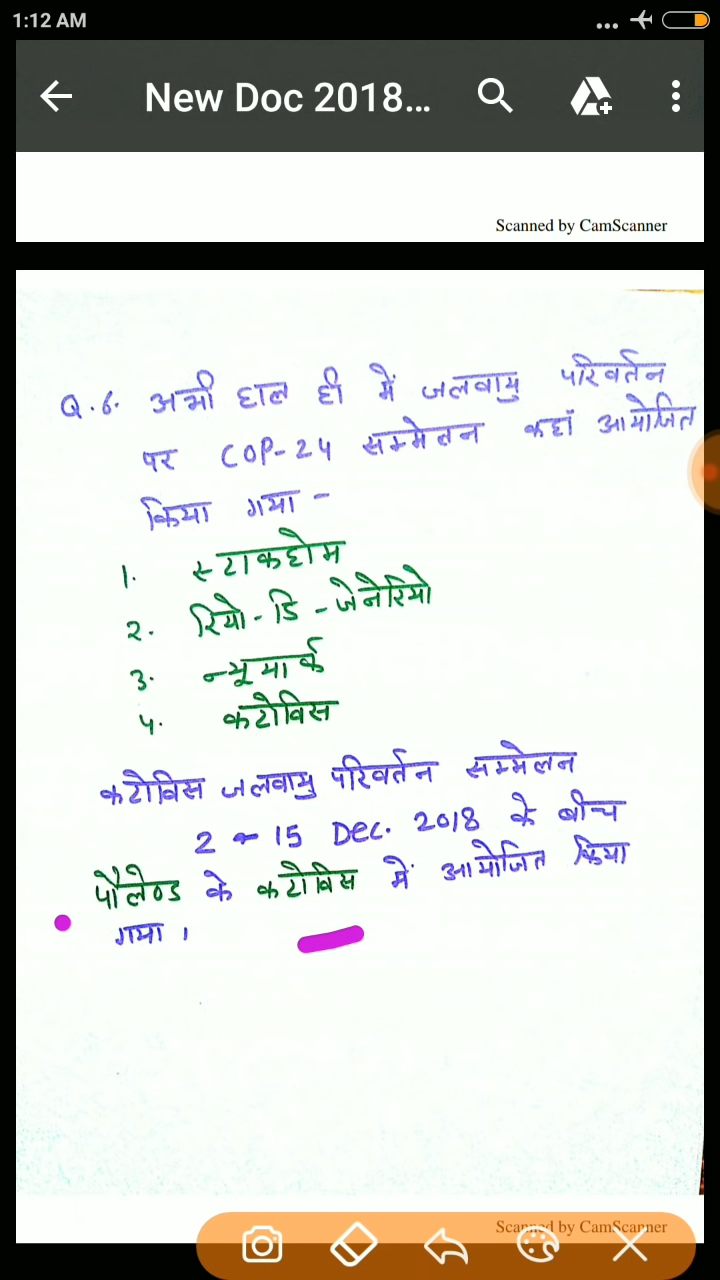 1:12 AM
New Doc 2018...
Scanned by CamScanner
Q.6. अभी हाल ही में जलवायु परिवर्तन
पर COP-24 सम्मेलन कहाँ आयोजित
किया गया -
1. स्टाकहोम
2. रियो-डि-जेनेरियो
3. न्यूयार्क
4. कटोविस
कटोविस जलवायु परिवर्तन सम्मेलन
2 - 15 Dec. 2018 के बीच
पौलेण्ड के कटोविस में आयोजित किया
गया ।
Scanned by CamScanner